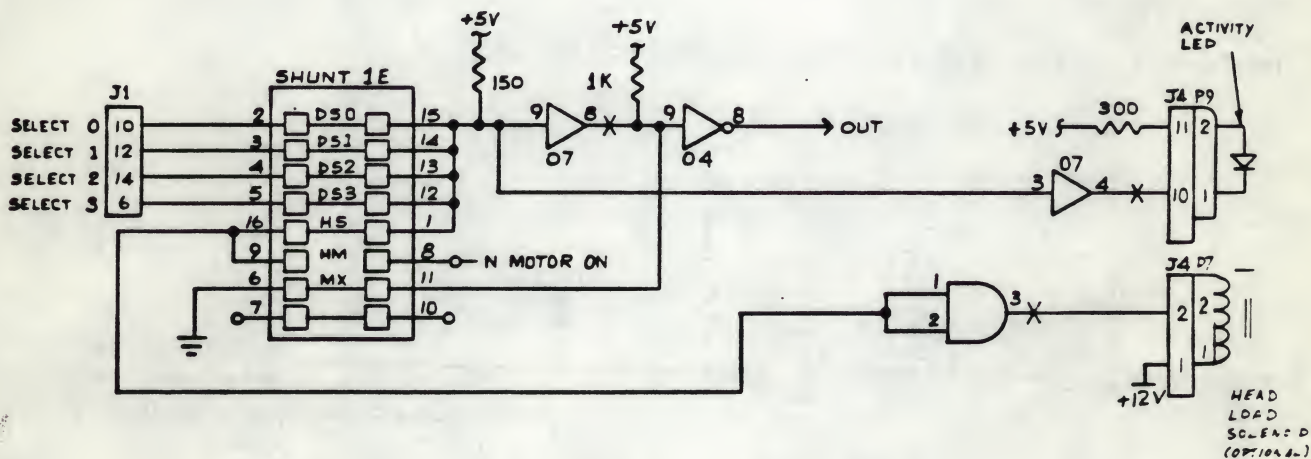 +5V
+5V
ACTIVITY
LED
SHUNT 1E
150
1K
J1
300
J4 P9
SELECT 0 10 2 DS0 15 9 8 9 8 OUT
+5V 11 2
SELECT 1 12 3 DS1 14 07 04
07
SELECT 2 14 4 DS2 13
SELECT 3 6 5 DS3 12 3 4 10 1
16 HS 1
9 HM 8 N MOTOR ON
6 MX 11
J4 P7
7 10
1
2 3 2 2
1 1
+12V
HEAD
LOAD
SOLENOID
(OPTIONAL)